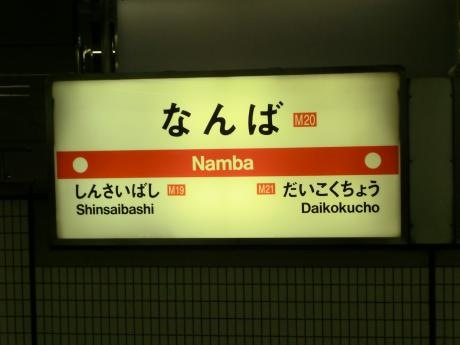 なんば M20
Namba
しんさいばし M19 M21 だいこくちょう
Shinsaibashi Daikokucho